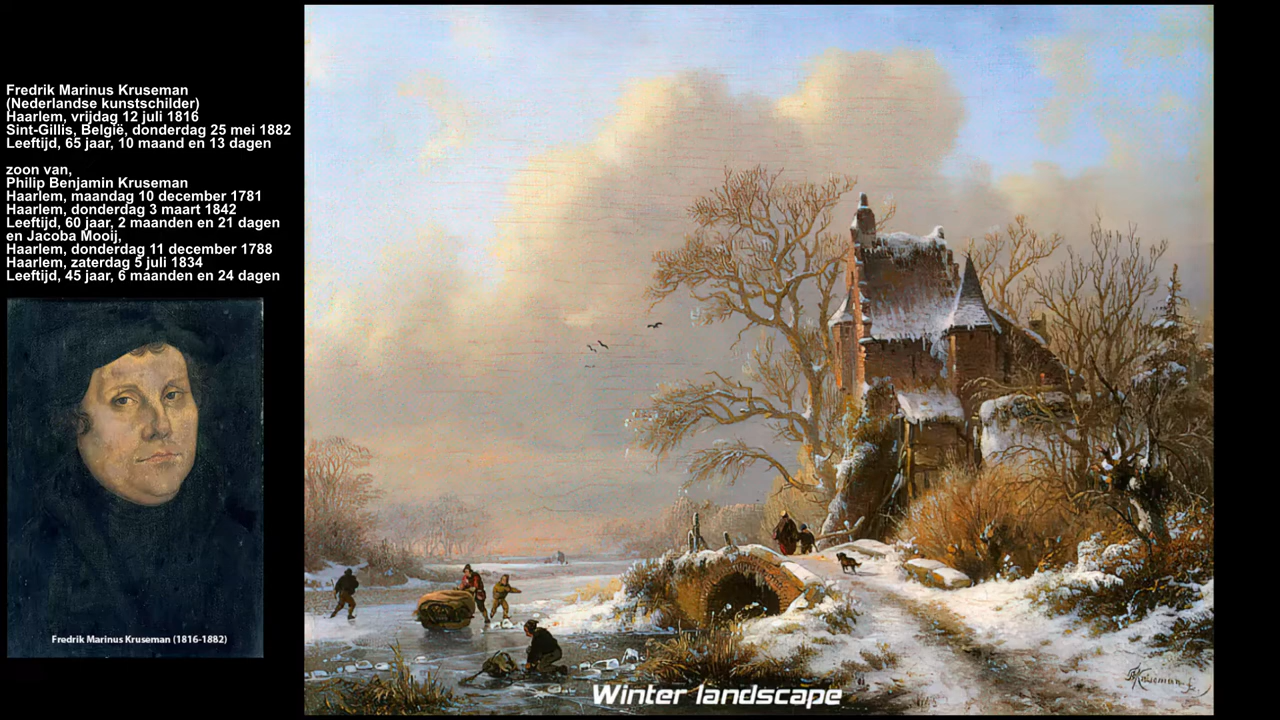 Fredrik Marinus Kruseman
(Nederlandse kunstschilder)
Haarlem, vrijdag 12 juli 1816
Sint-Gillis, België, donderdag 25 mei 1882
Leeftijd, 65 jaar, 10 maand en 13 dagen
zoon van,
Philip Benjamin Kruseman
Haarlem, maandag 10 december 1781
Haarlem, donderdag 3 maart 1842
Leeftijd, 60 jaar, 2 maanden en 21 dagen
en Jacoba Mooij,
Haarlem, donderdag 11 december 1788
Haarlem, zaterdag 5 juli 1834
Leeftijd, 45 jaar, 6 maanden en 24 dagen
Fredrik Marinus Kruseman (1816-1882)
Winter landscape
FMKruseman f.